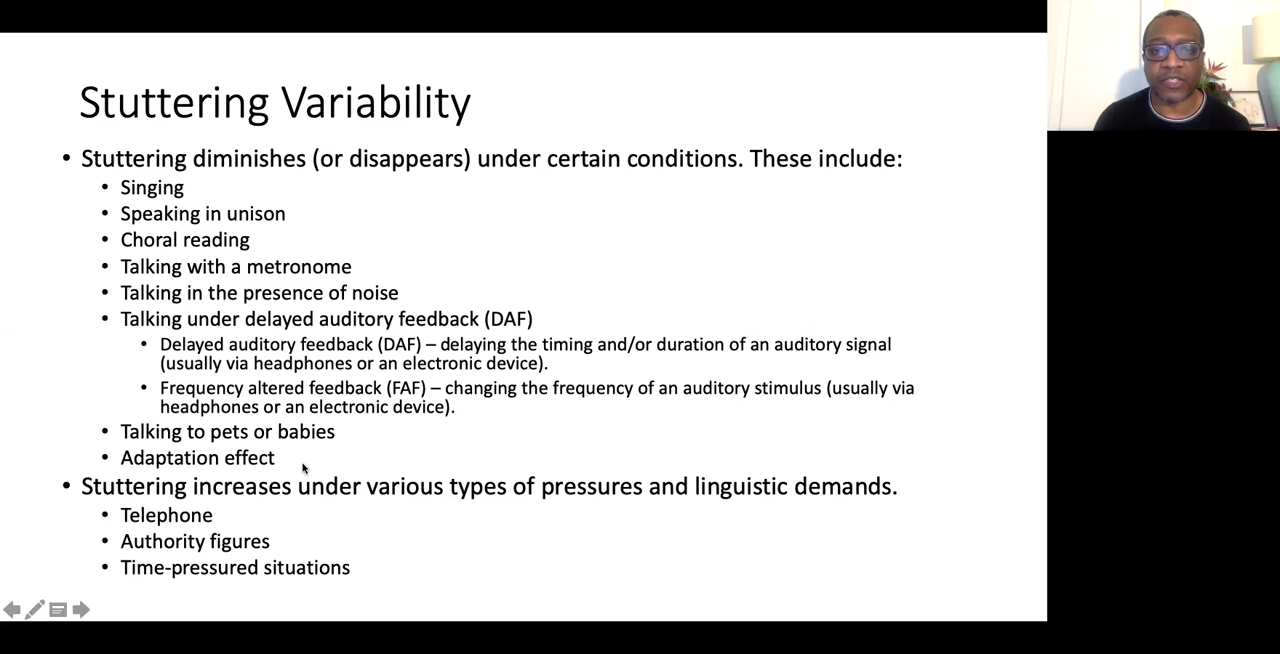 Stuttering Variability
• Stuttering diminishes (or disappears) under certain conditions. These include:
• Singing
• Speaking in unison
• Choral reading
• Talking with a metronome
• Talking in the presence of noise
• Talking under delayed auditory feedback (DAF)
• Delayed auditory feedback (DAF) – delaying the timing and/or duration of an auditory signal
(usually via headphones or an electronic device).
• Frequency altered feedback (FAF) – changing the frequency of an auditory stimulus (usually via
headphones or an electronic device).
• Talking to pets or babies
• Adaptation effect
• Stuttering increases under various types of pressures and linguistic demands.
• Telephone
• Authority figures
• Time-pressured situations